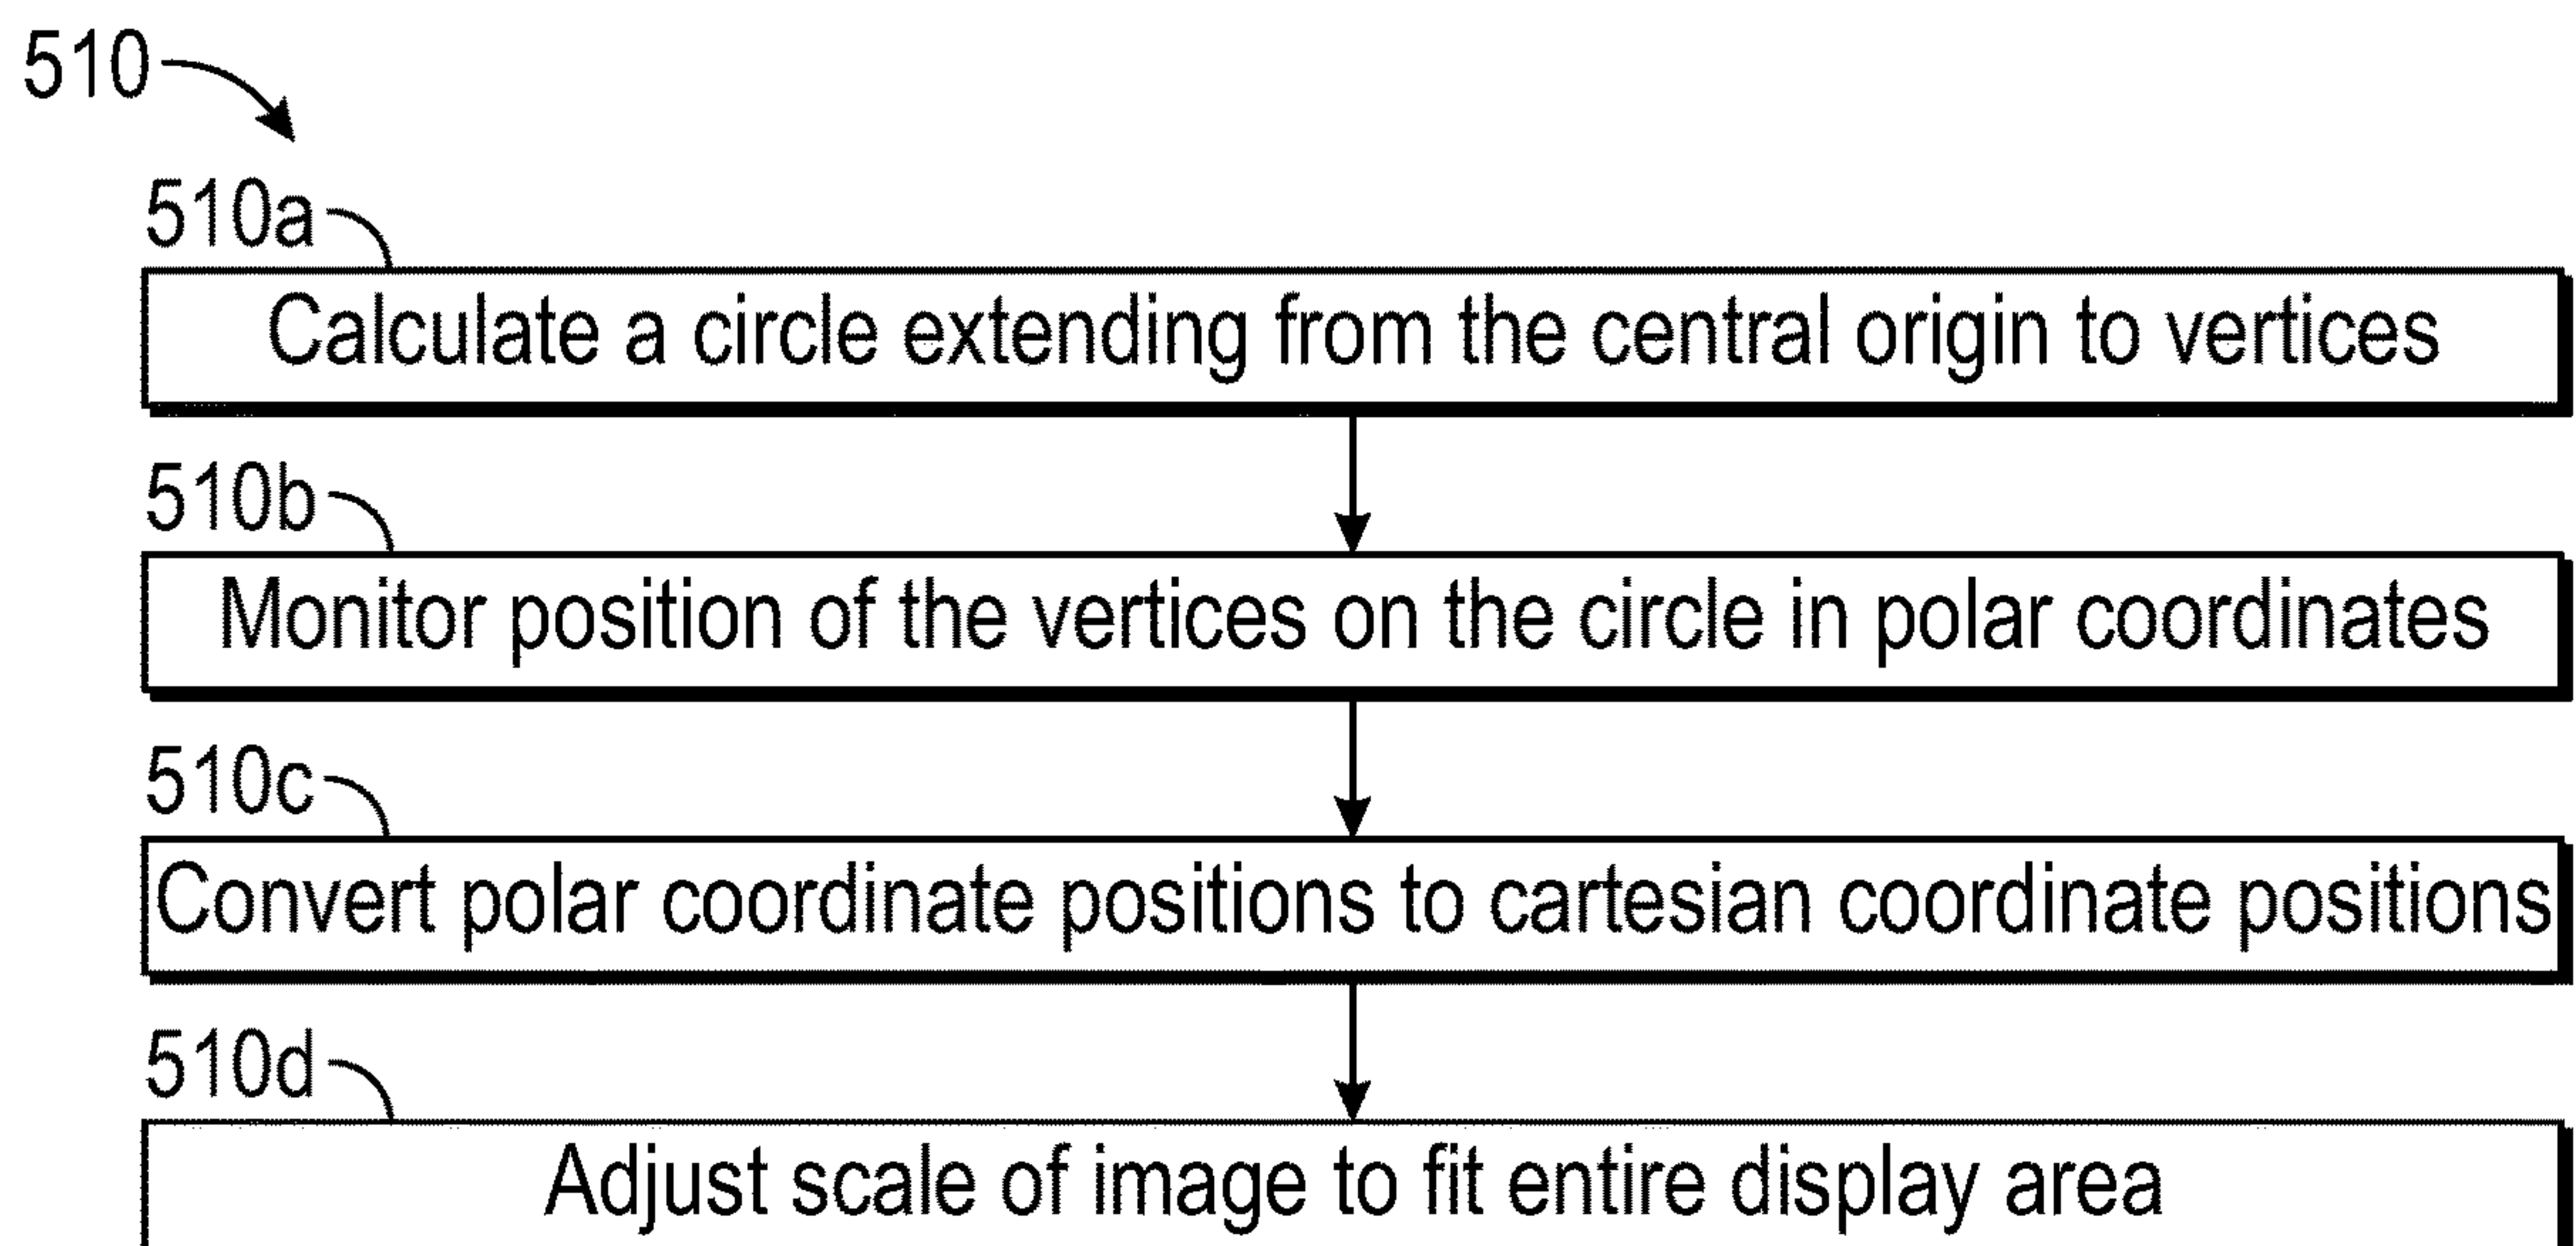 510
510a
Calculate a circle extending from the central origin to vertices
510b
Monitor position of the vertices on the circle in polar coordinates
510c
Convert polar coordinate positions to cartesian coordinate positions
510d
Adjust scale of image to fit entire display area